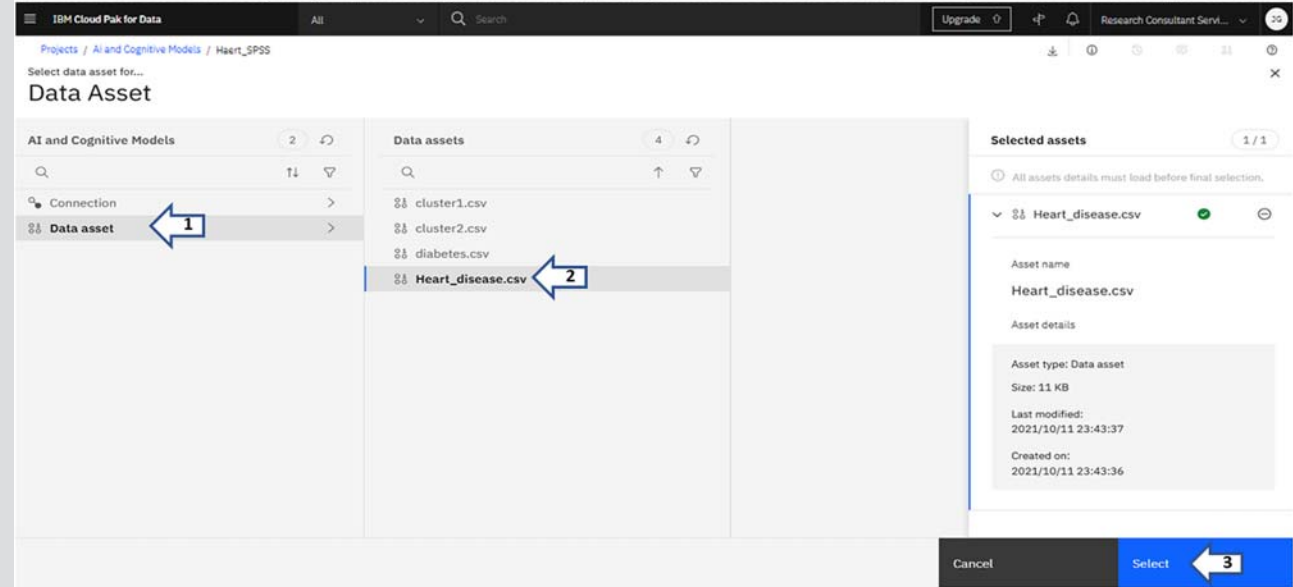 IBM Cloud Pak for Data All Search Upgrade Research Consultant Servi... JG
Projects / AI and Cognitive Models / Haert_SPSS
Select data asset for...
Data Asset
AI and Cognitive Models 2
Connection
Data asset 1
Data assets 4
cluster1.csv
cluster2.csv
diabetes.csv
Heart_disease.csv 2
Selected assets 1/1
All assets details must load before final selection.
Heart_disease.csv
Asset name
Heart_disease.csv
Asset details
Asset type: Data asset
Size: 11 KB
Last modified:
2021/10/11 23:43:37
Created on:
2021/10/11 23:43:36
Cancel Select 3